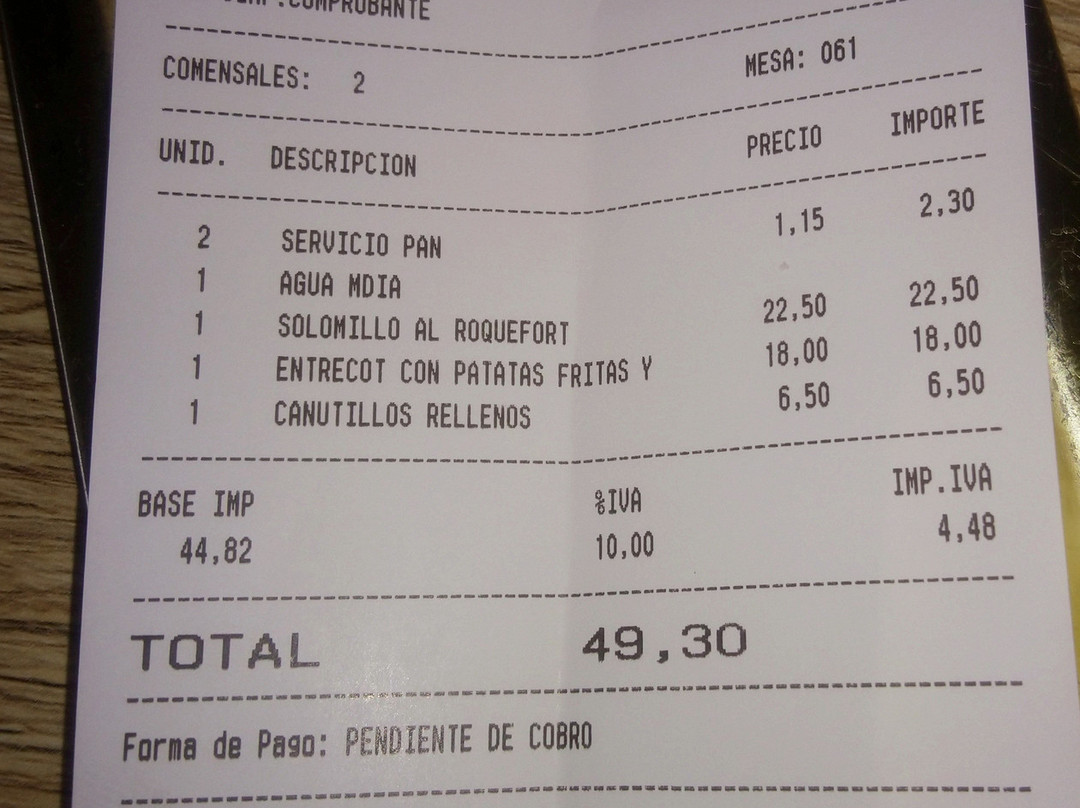 COMPROBANTE
COMENSALES: 2 MESA: 061
UNID. DESCRIPCION PRECIO IMPORTE
2 SERVICIO PAN 1,15 2,30
1 AGUA MDIA
1 SOLOMILLO AL ROQUEFORT 22,50 22,50
1 ENTRECOT CON PATATAS FRITAS Y 18,00 18,00
1 CANUTILLOS RELLENOS 6,50 6,50
BASE IMP %IVA IMP.IVA
44,82 10,00 4,48
TOTAL 49,30
Forma de Pago: PENDIENTE DE COBRO